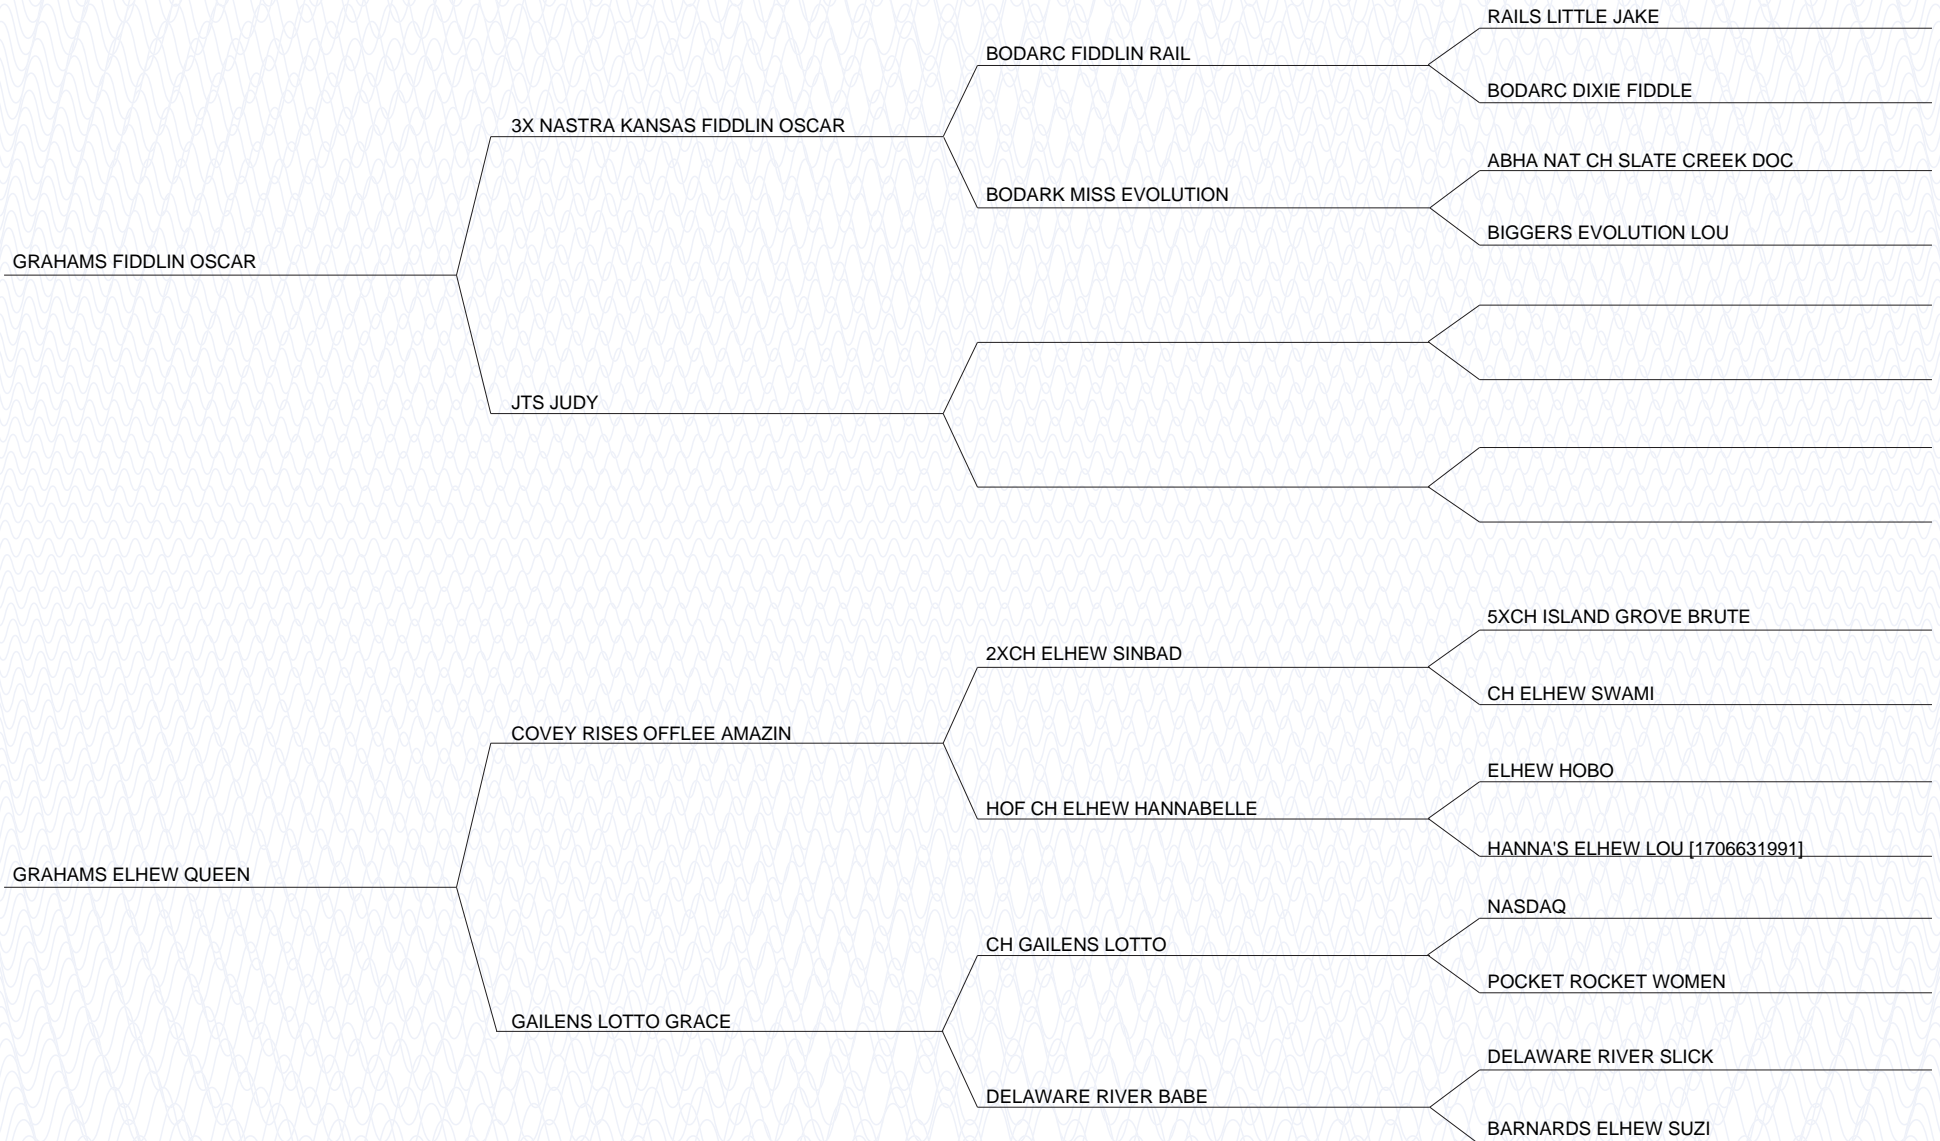 RAILS LITTLE JAKE
BODARC FIDDLIN RAIL
BODARC DIXIE FIDDLE
3X NASTRA KANSAS FIDDLIN OSCAR
ABHA NAT CH SLATE CREEK DOC
BODARK MISS EVOLUTION
BIGGERS EVOLUTION LOU
GRAHAMS FIDDLIN OSCAR
JTS JUDY
5XCH ISLAND GROVE BRUTE
2XCH ELHEW SINBAD
CH ELHEW SWAMI
COVEY RISES OFFLEE AMAZIN
ELHEW HOBO
HOF CH ELHEW HANNABELLE
HANNA'S ELHEW LOU [1706631991]
GRAHAMS ELHEW QUEEN
NASDAQ
CH GAILENS LOTTO
POCKET ROCKET WOMEN
GAILENS LOTTO GRACE
DELAWARE RIVER SLICK
DELAWARE RIVER BABE
BARNARDS ELHEW SUZI